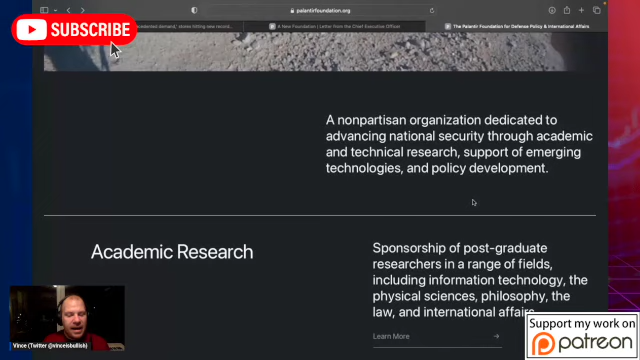 SUBSCRIBE
palantirfoundation.org
A New Foundation | Letter from the Chief Executive Officer
The Palantir Foundation for Defense Policy & International Affairs
A nonpartisan organization dedicated to
advancing national security through academic
and technical research, support of emerging
technologies, and policy development.
Academic Research
Sponsorship of post-graduate
researchers in a range of fields,
including information technology, the
physical sciences, philosophy, the
law, and international affairs.
Learn More
Vince (Twitter @vinceisbullish)
Support my work on
patreon